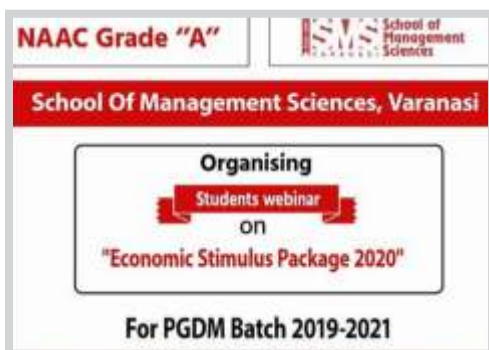 NAAC Grade "A"
SMS
School of
Management
Sciences
School Of Management Sciences, Varanasi
Organising
Students webinar
on
"Economic Stimulus Package 2020"
For PGDM Batch 2019-2021